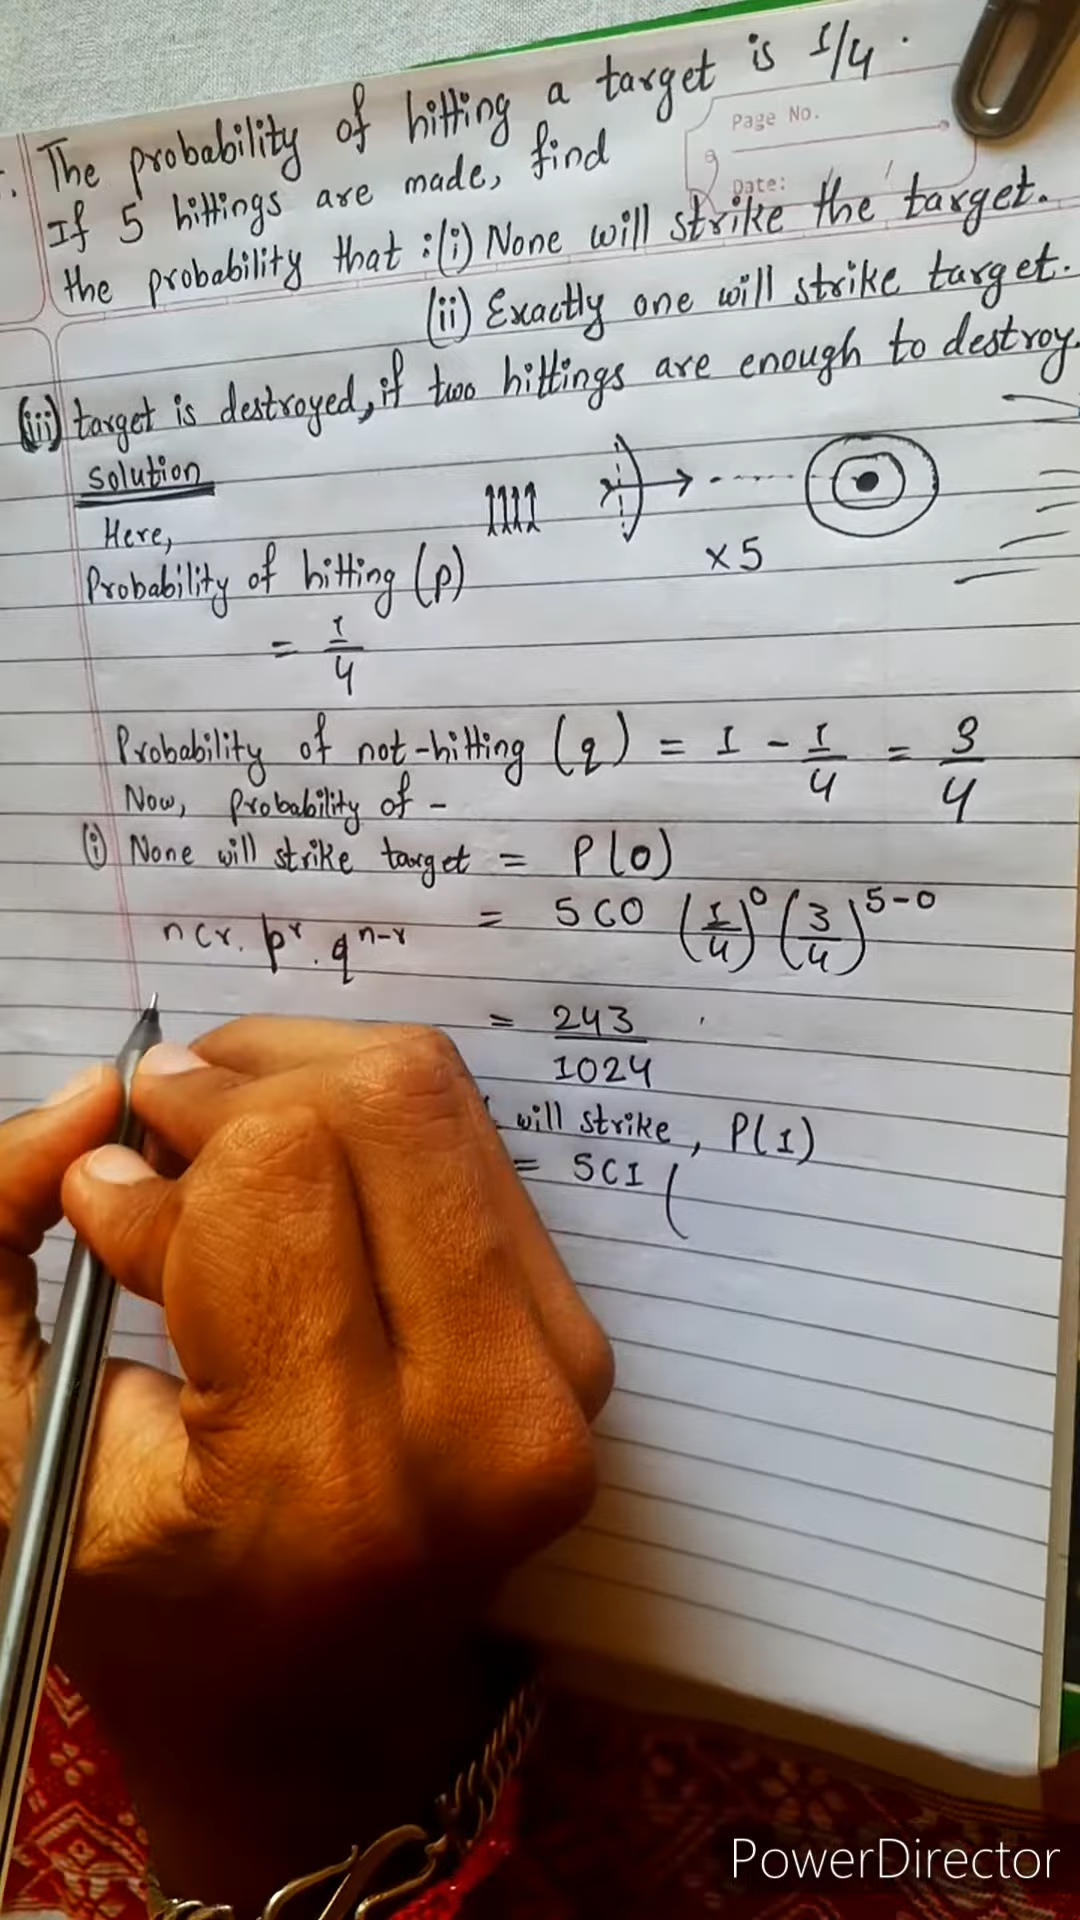 The probability of hitting a target is 1/4.
If 5 hittings are made, find
Page No.
Date:
the probability that :(i) None will strike the target.
(ii) Exactly one will strike target.
(iii) target is destroyed, if two hittings are enough to destroy.
Solution
Here,
×5
Probability of hitting (p)
= 1/4
Probability of not-hitting (q) = 1 - 1/4 = 3/4
Now, probability of -
(i) None will strike target = P(0)
= 5C0 (1/4)^0 (3/4)^5-0
ncr. p^r. q^n-r
= 243/1024
will strike, P(1)
= 5C1 (
PowerDirector